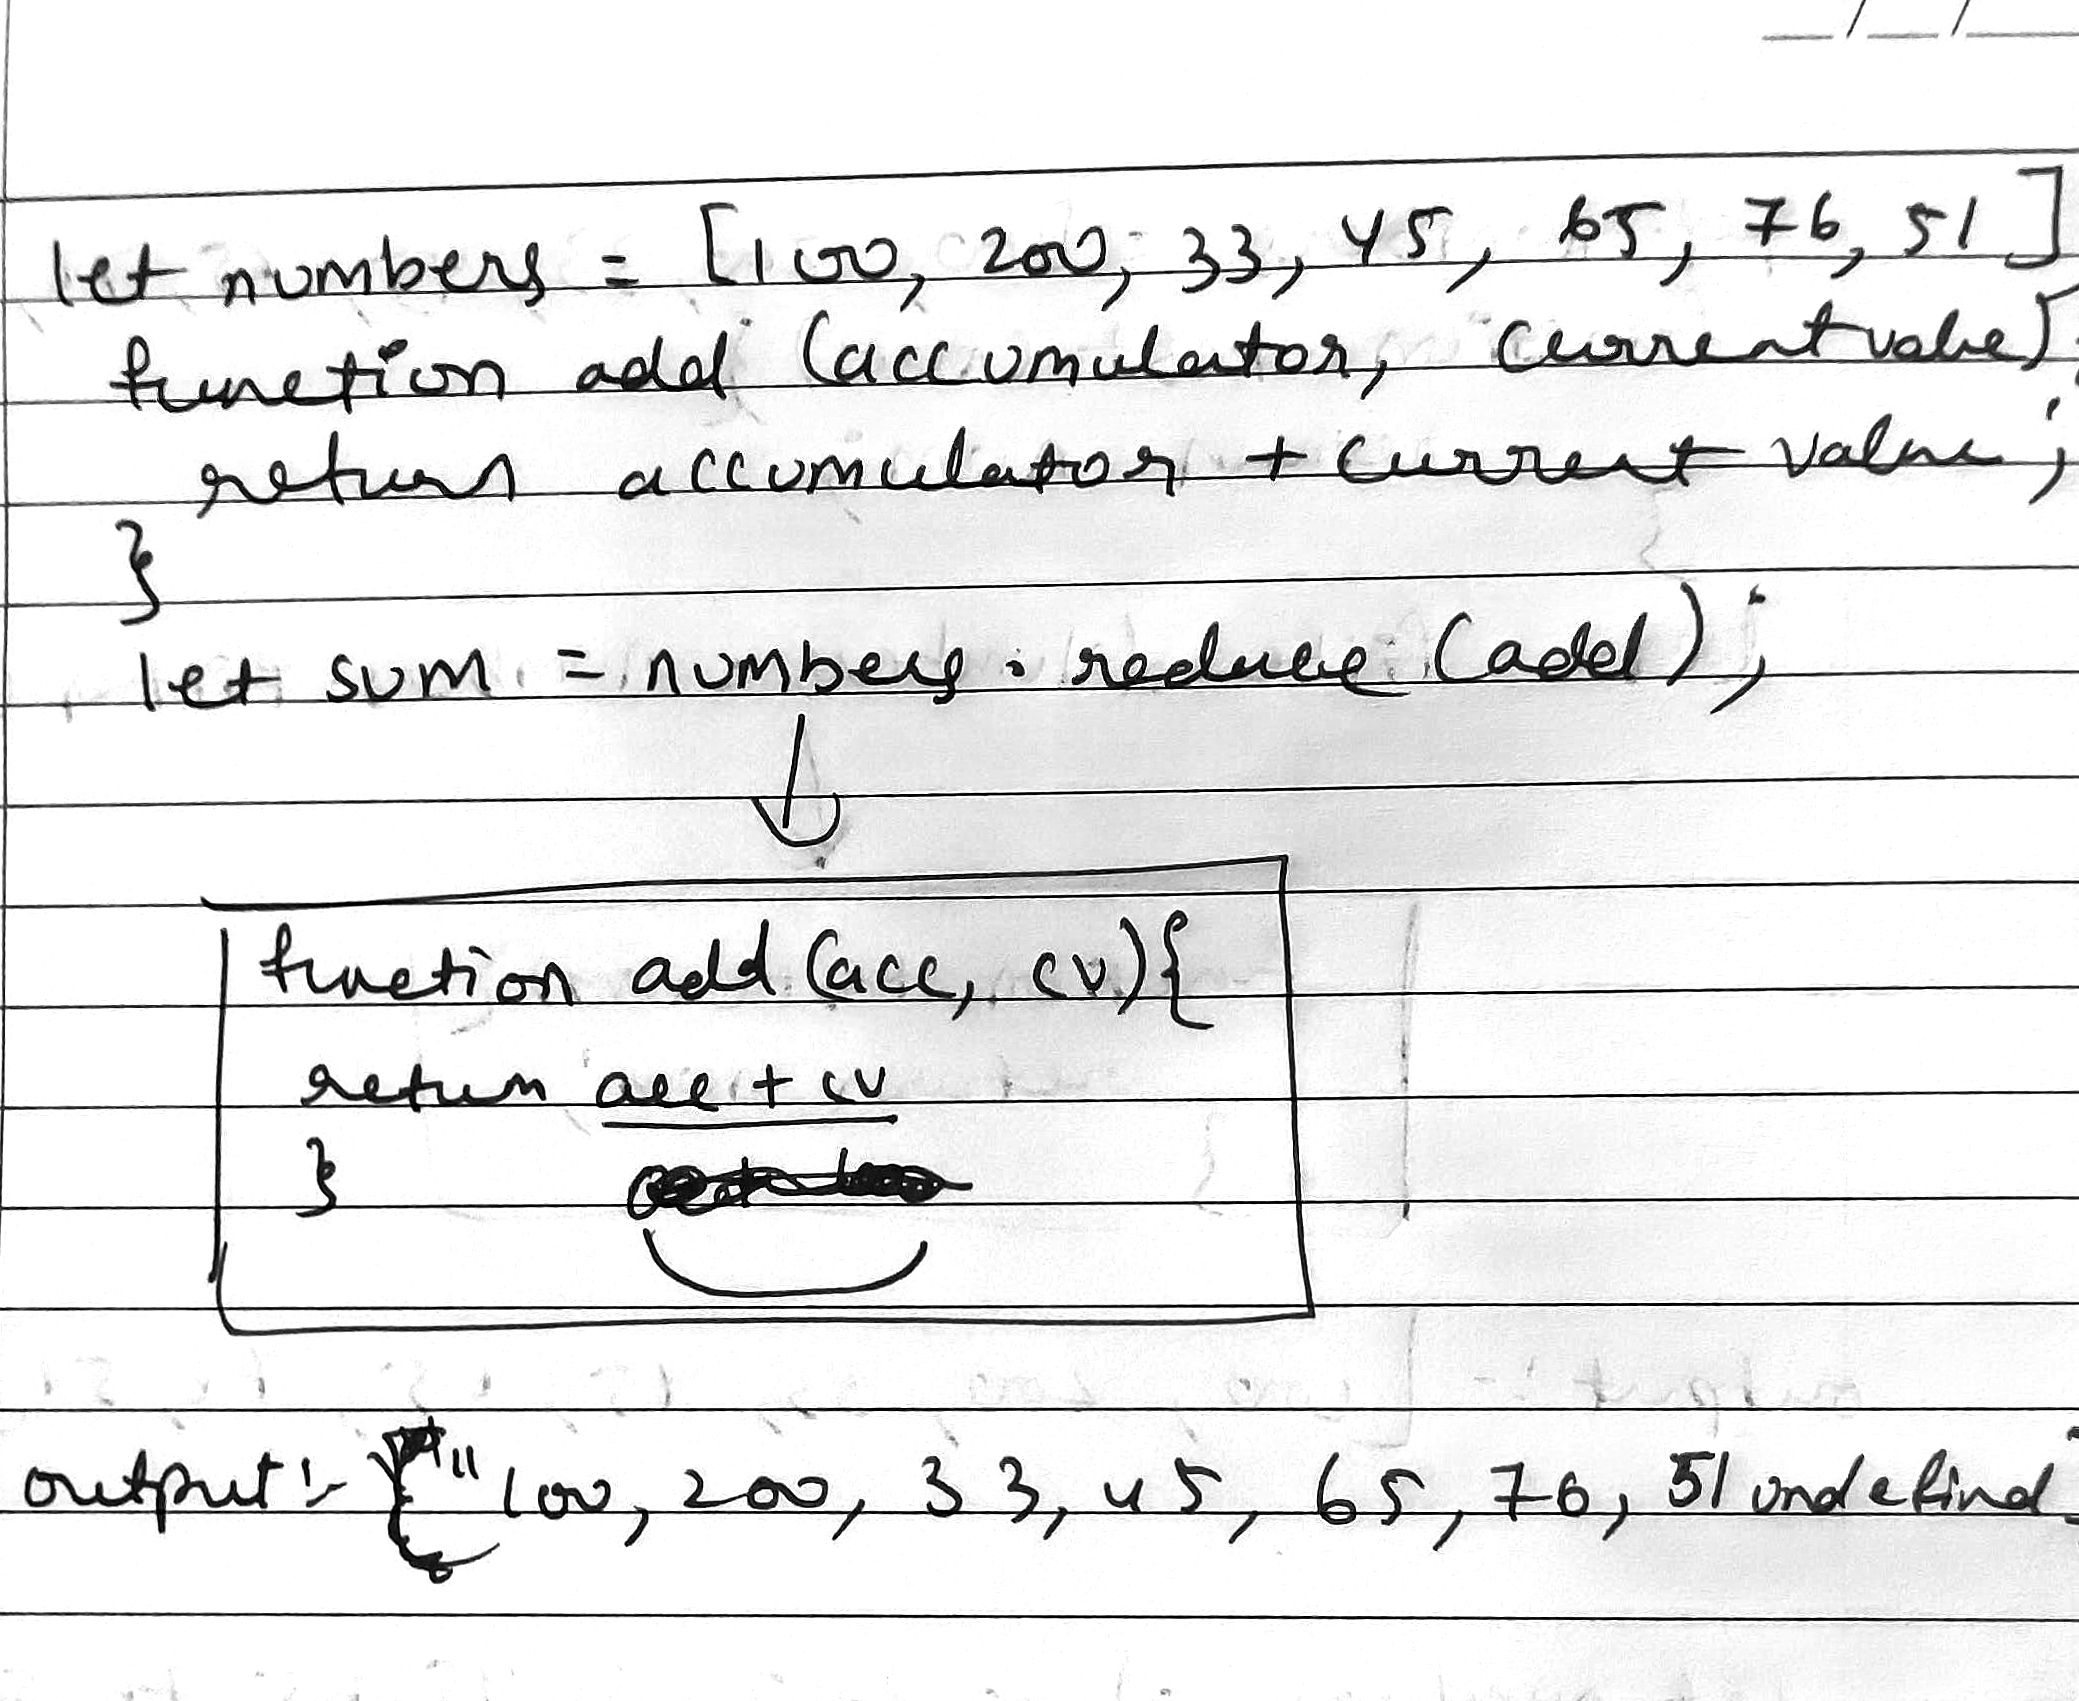 let numbers = [100, 200, 33, 45, 65, 76, 51]
function add (accumulator, currentvalue){
return accumulator + current value ;
}
let sum = numbers . reduce (add) ;
function add (acc, cv){
return acc + cv
}
output :- " 100, 200, 33, 45, 65, 76, 51 undefind